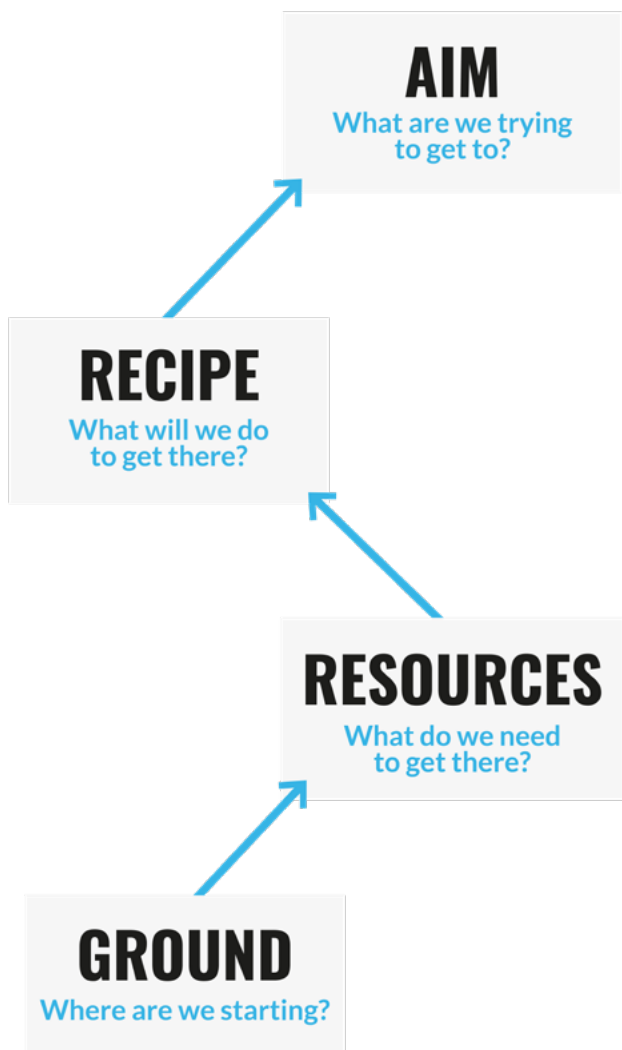 AIM
What are we trying
to get to?
RECIPE
What will we do
to get there?
RESOURCES
What do we need
to get there?
GROUND
Where are we starting?